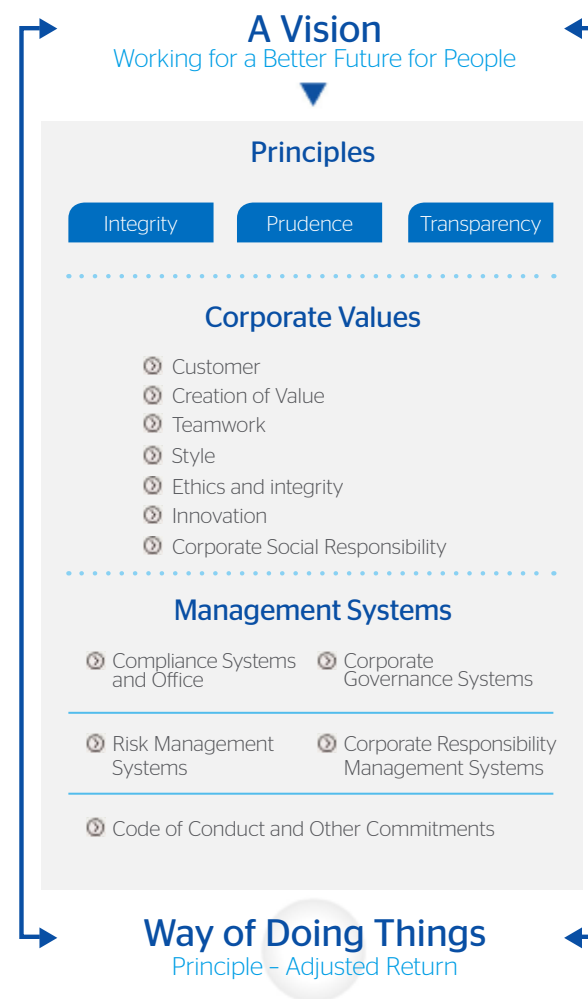 A Vision
Working for a Better Future for People
Principles
Integrity Prudence Transparency
Corporate Values
Customer
Creation of Value
Teamwork
Style
Ethics and integrity
Innovation
Corporate Social Responsibility
Management Systems
Compliance Systems
and Office
Corporate
Governance Systems
Risk Management
Systems
Corporate Responsibility
Management Systems
Code of Conduct and Other Commitments
Way of Doing Things
Principle – Adjusted Return